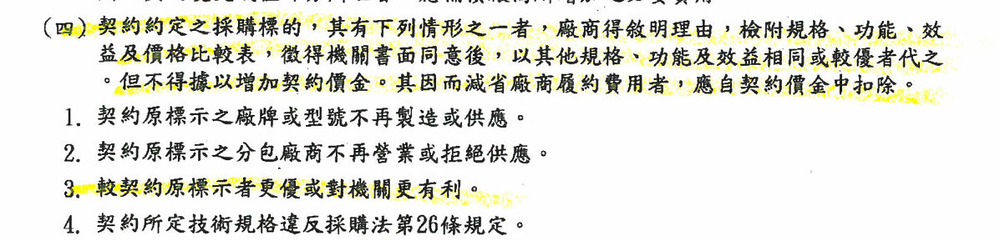 (四)契約約定之採購標的，其有下列情形之一者，廠商得敘明理由，檢附規格、功能、效
益及價格比較表，徵得機關書面同意後，以其他規格、功能及效益相同或較優者代之
。但不得據以增加契約價金。其因而減省廠商履約費用者，應自契約價金中扣除。
1. 契約原標示之廠牌或型號不再製造或供應。
2. 契約原標示之分包廠商不再營業或拒絕供應。
3. 較契約原標示者更優或對機關更有利。
4. 契約所定技術規格違反採購法第26條規定。